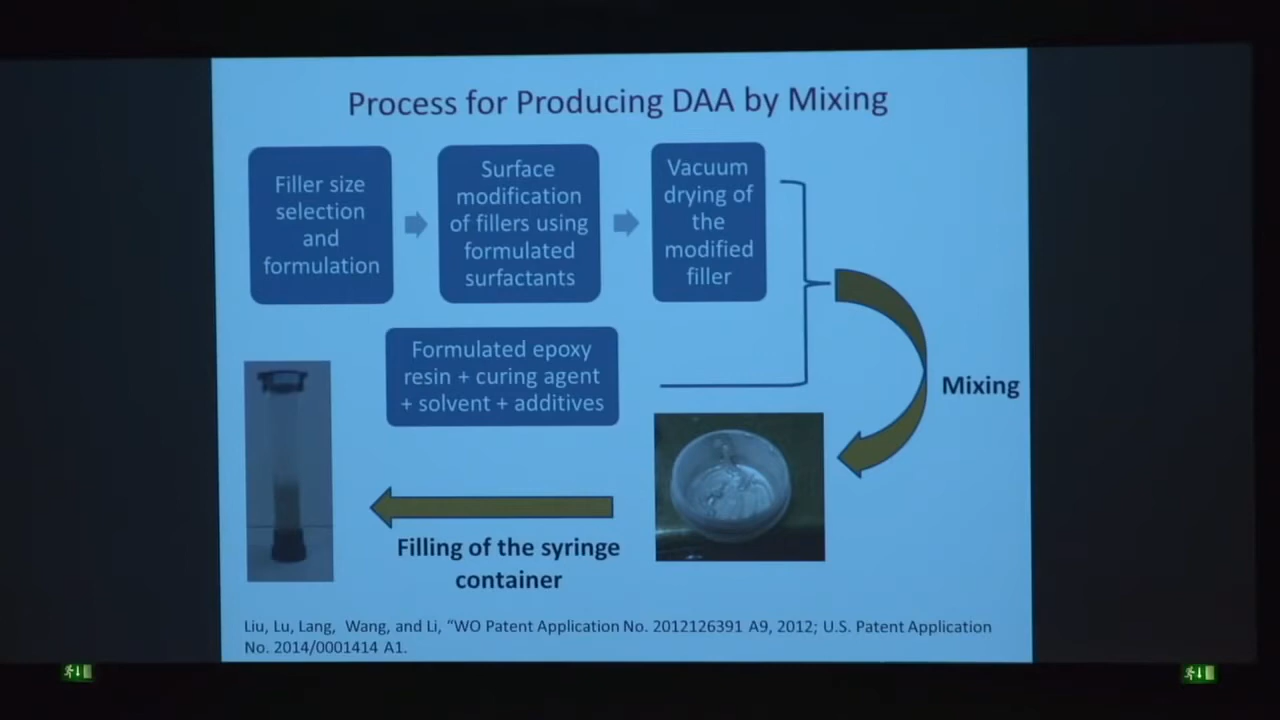 Process for Producing DAA by Mixing
Filler size
selection
and
formulation
Surface
modification
of fillers using
formulated
surfactants
Vacuum
drying of
the
modified
filler
Formulated epoxy
resin + curing agent
+ solvent + additives
Mixing
Filling of the syringe
container
Liu, Lu, Lang, Wang, and Li, “WO Patent Application No. 2012126391 A9, 2012; U.S. Patent Application
No. 2014/0001414 A1.